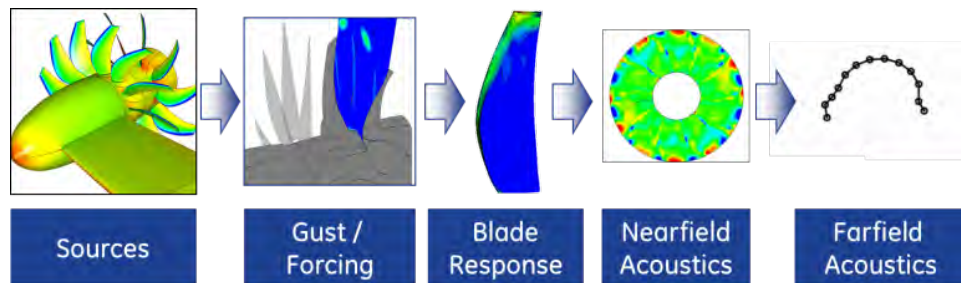 Sources
Gust /
Forcing
Blade
Response
Nearfield
Acoustics
Farfield
Acoustics